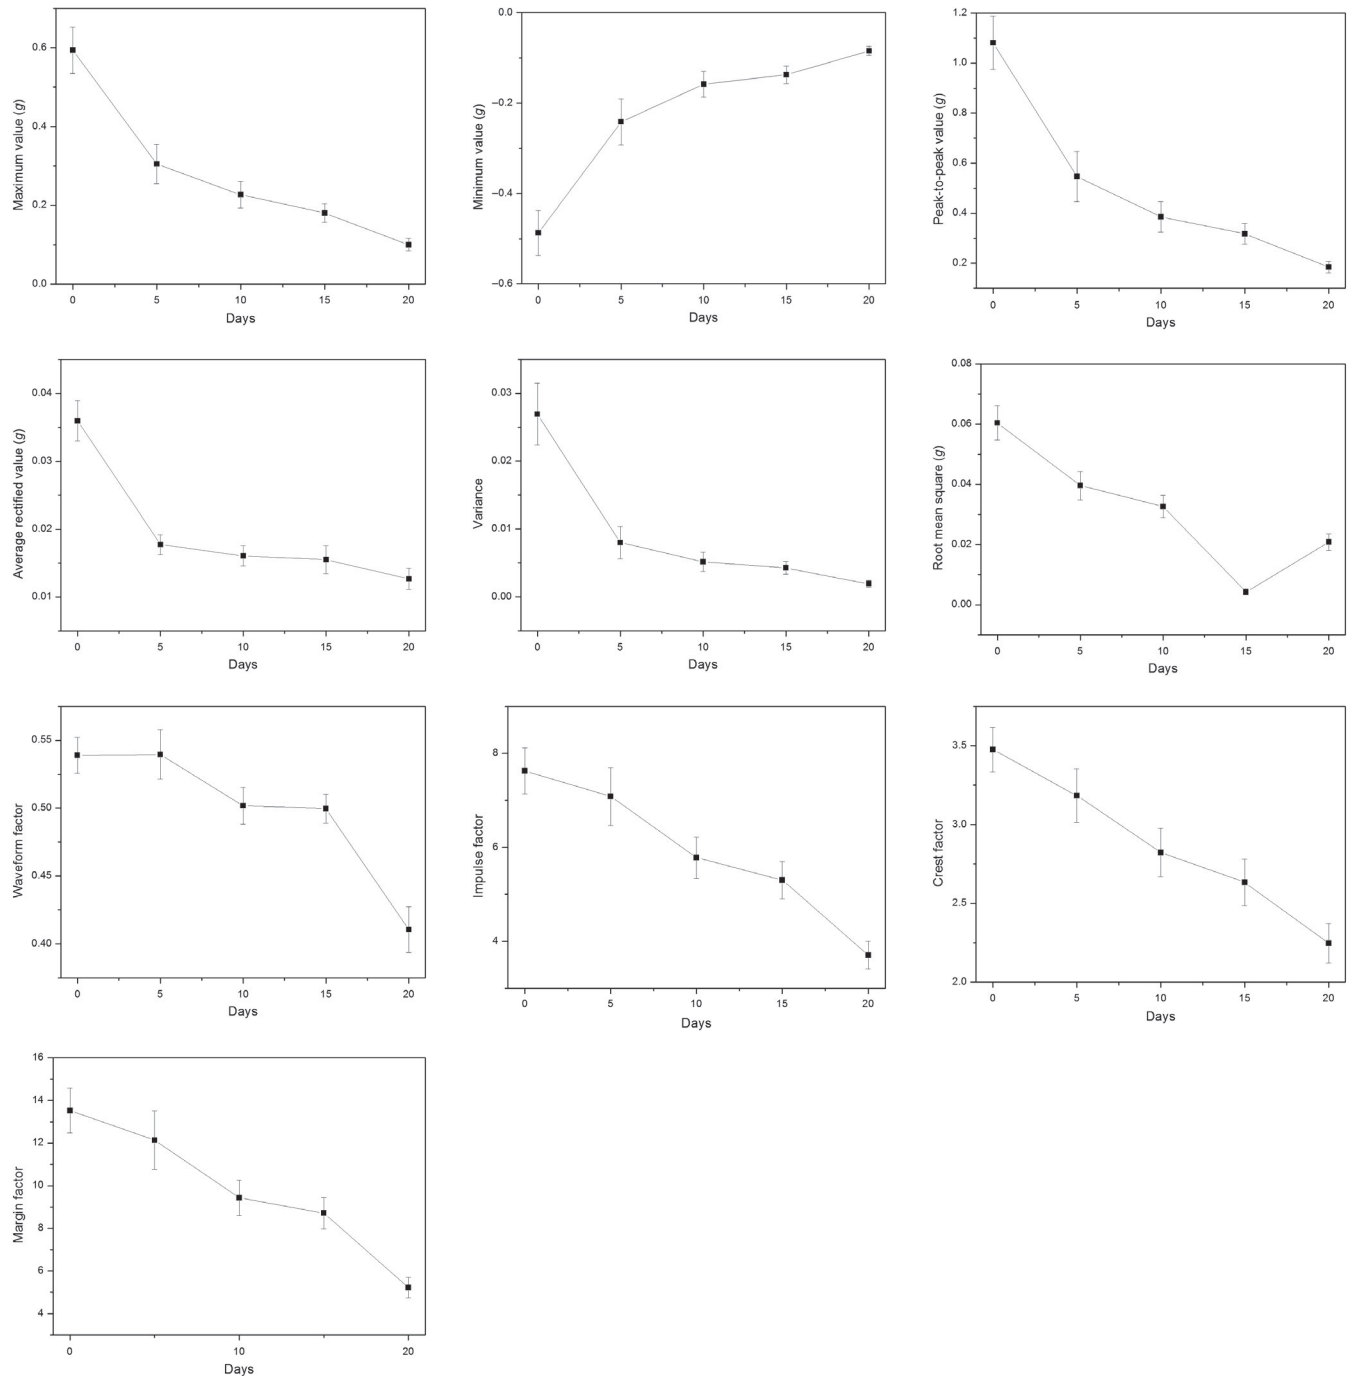 Maximum value (g)
0.6
0.4
0.2
0.0
0 5 10 15 20
Days
Minimum value (g)
0.0
–0.2
–0.4
–0.6
0 5 10 15 20
Days
Peak-to-peak value (g)
1.2
1.0
0.8
0.6
0.4
0.2
0 5 10 15 20
Days
Average rectified value (g)
0.04
0.03
0.02
0.01
0 5 10 15 20
Days
Variance
0.03
0.02
0.01
0.00
0 5 10 15 20
Days
Root mean square (g)
0.08
0.06
0.04
0.02
0.00
0 5 10 15 20
Days
Waveform factor
0.55
0.50
0.45
0.40
0 5 10 15 20
Days
Impulse factor
8
6
4
0 5 10 15 20
Days
Crest factor
3.5
3.0
2.5
2.0
0 5 10 15 20
Days
Margin factor
16
14
12
10
8
6
4
0 10 15 20
Days